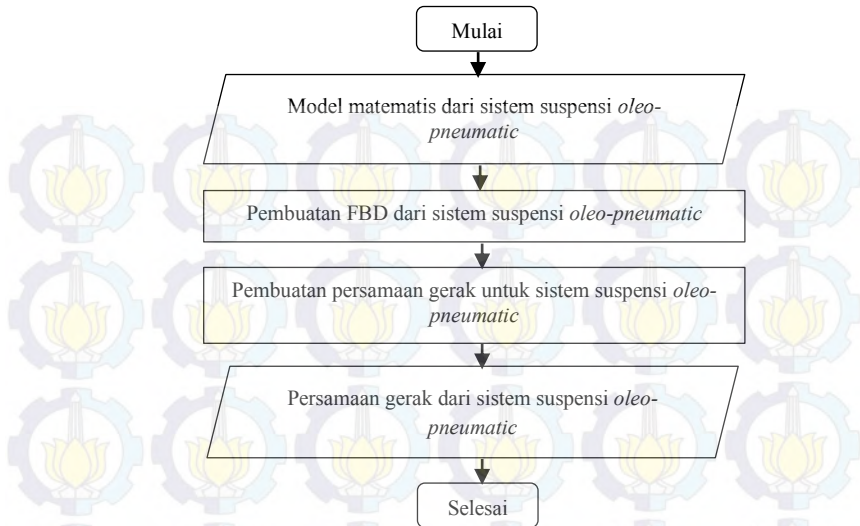 Mulai
Model matematis dari sistem suspensi oleo-
pneumatic
Pembuatan FBD dari sistem suspensi oleo-pneumatic
Pembuatan persamaan gerak untuk sistem suspensi oleo-
pneumatic
Persamaan gerak dari sistem suspensi oleo-
pneumatic
Selesai